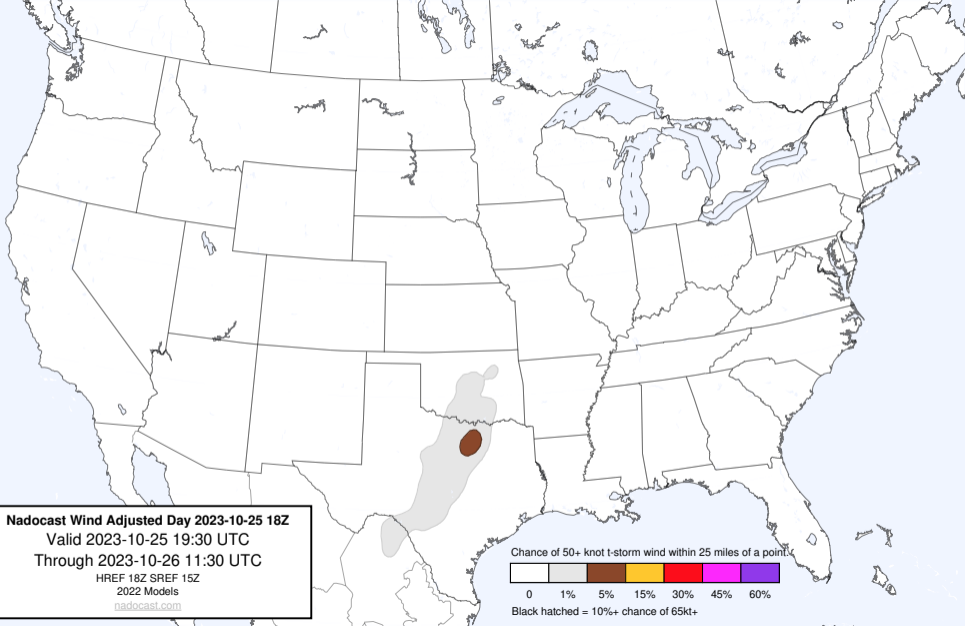 Nadocast Wind Adjusted Day 2023-10-25 18Z
Valid 2023-10-25 19:30 UTC
Through 2023-10-26 11:30 UTC
HREF 18Z SREF 15Z
2022 Models
nadocast.com
Chance of 50+ knot t-storm wind within 25 miles of a point.
0 1% 5% 15% 30% 45% 60%
Black hatched = 10%+ chance of 65kt+